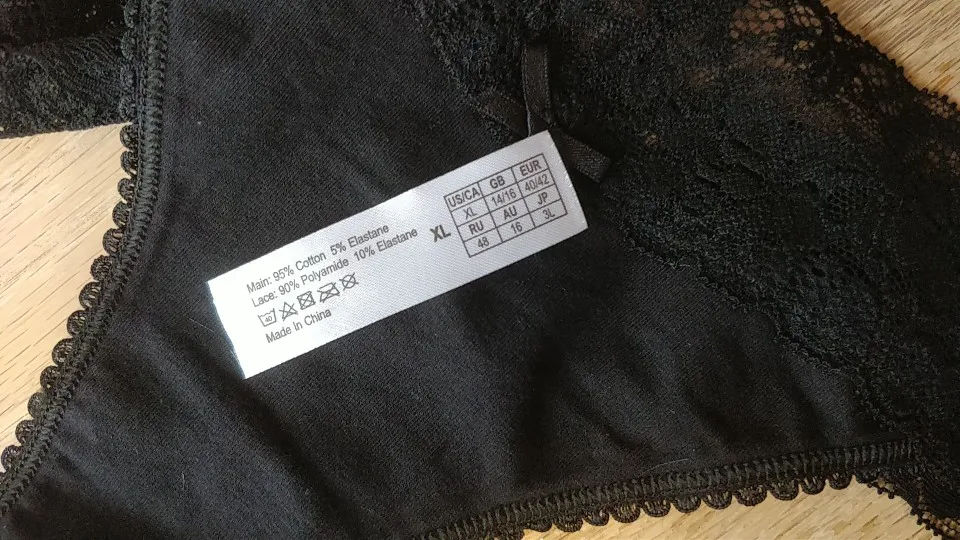 Main: 95% Cotton 5% Elastane
Lace: 90% Polyamide 10% Elastane
40
Made In China
XL
US/CA GB EUR
XL 14/16 40/42
RU AU JP
48 16 3L